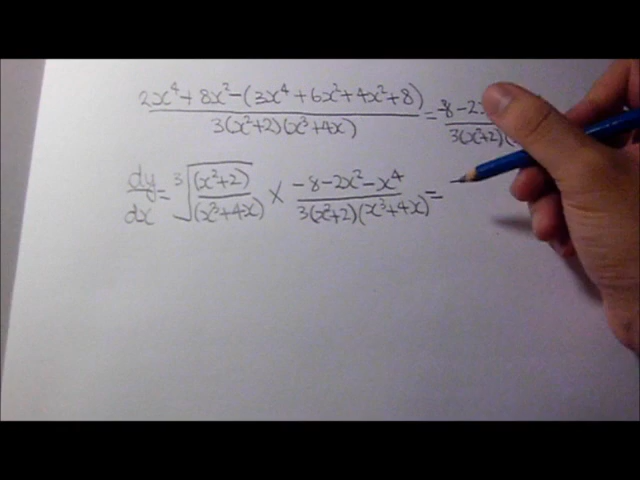 2x⁴ + 8x² - (3x⁴ + 6x² + 4x² + 8) / 3(x²+2)(x³+4x) = -8 - 2 / 3(x²+2)(
dy/dx = ∛((x²+2)/(x³+4x)) × (-8-2x²-x⁴)/(3(x²+2)(x³+4x)) = -